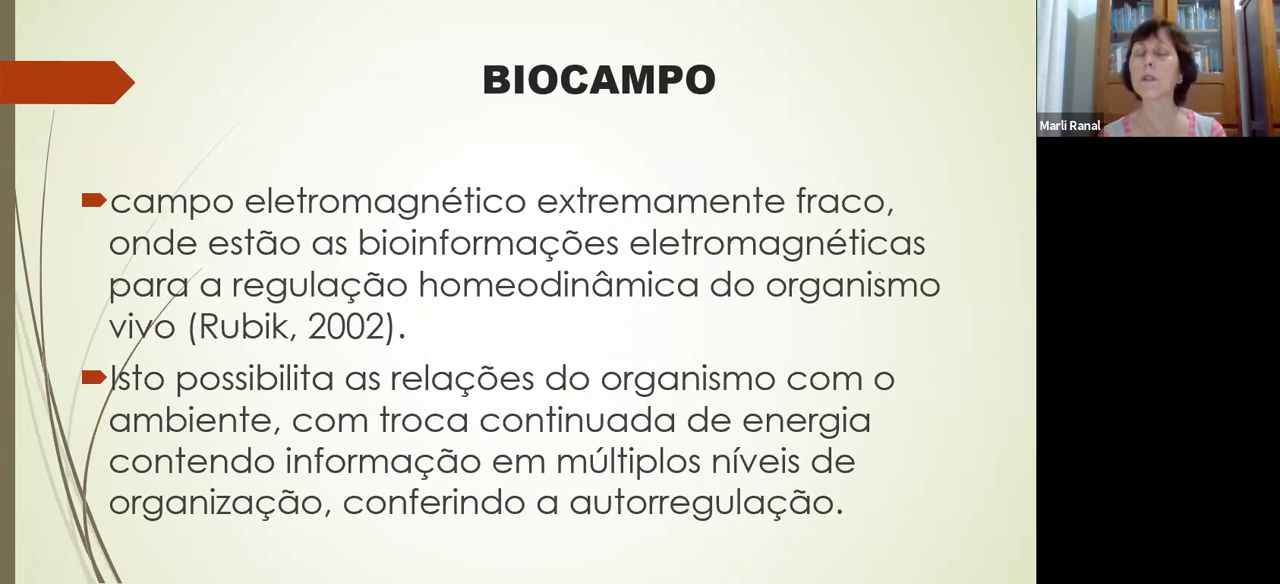 BIOCAMPO
campo eletromagnético extremamente fraco,
onde estão as bioinformações eletromagnéticas
para a regulação homeodinâmica do organismo
vivo (Rubik, 2002).
Isto possibilita as relações do organismo com o
ambiente, com troca continuada de energia
contendo informação em múltiplos níveis de
organização, conferindo a autorregulação.
Marli Ranal